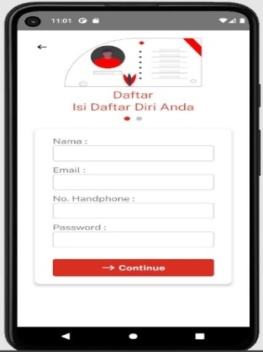 11:01
Daftar
Isi Daftar Diri Anda
Nama :
Email :
No. Handphone :
Password :
→ Continue